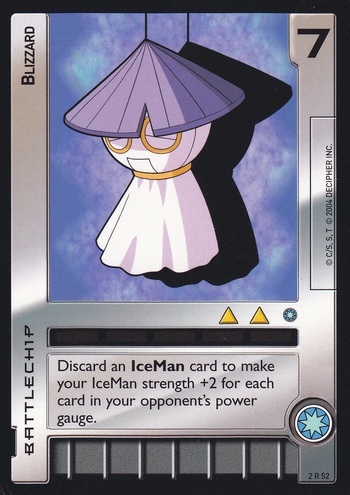 BLIZZARD
7
© C/S, S, T © 2004 DECIPHER INC.
BATTLECHIP
Discard an IceMan card to make
your IceMan strength +2 for each
card in your opponent's power
gauge.
2 R 52